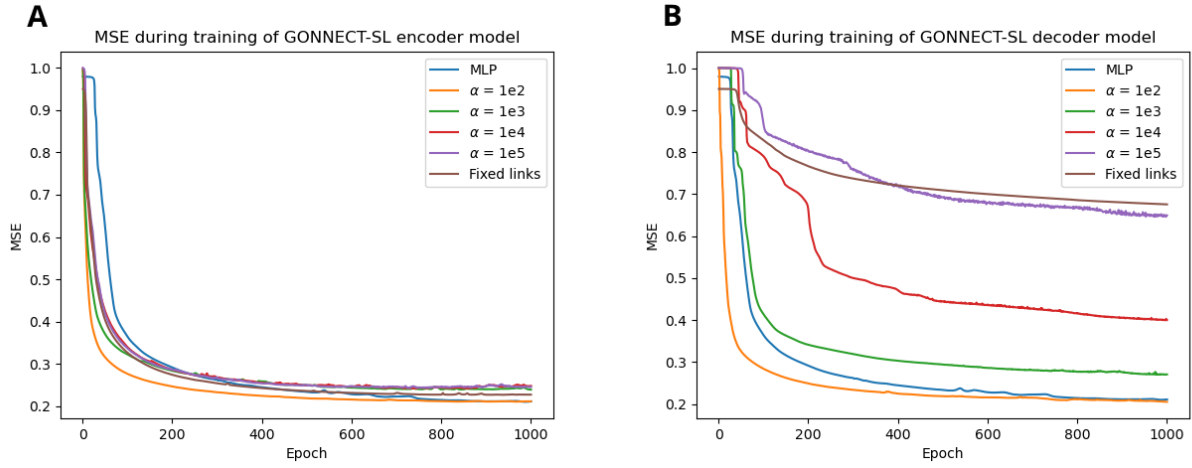 A
MSE during training of GONNECT-SL encoder model
MSE
1.0
0.9
0.8
0.7
0.6
0.5
0.4
0.3
0.2
0
200
400
600
800
1000
Epoch
MLP
α = 1e2
α = 1e3
α = 1e4
α = 1e5
Fixed links
B
MSE during training of GONNECT-SL decoder model
MSE
1.0
0.9
0.8
0.7
0.6
0.5
0.4
0.3
0.2
0
200
400
600
800
1000
Epoch
MLP
α = 1e2
α = 1e3
α = 1e4
α = 1e5
Fixed links